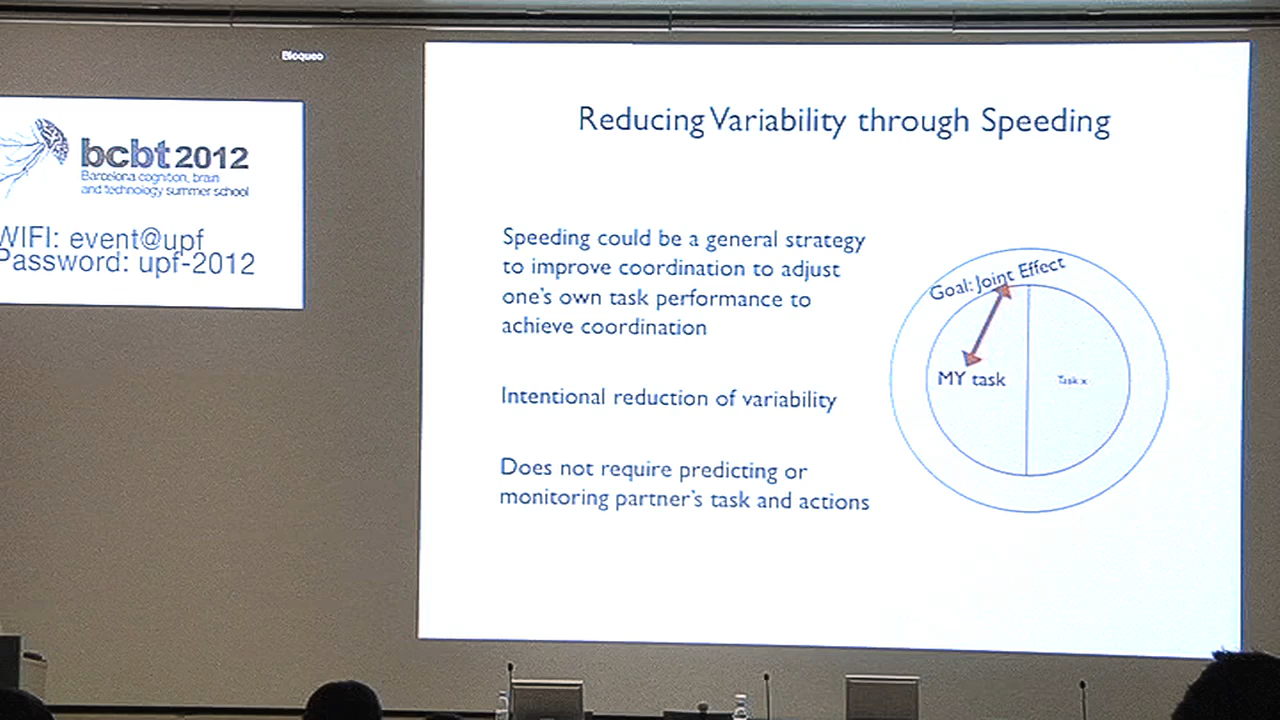 Bloqueo
bcbt 2012
Barcelona cognition, brain
and technology summer school
WIFI: event@upf
Password: upf-2012
Reducing Variability through Speeding
Speeding could be a general strategy
to improve coordination to adjust
one's own task performance to
achieve coordination
Intentional reduction of variability
Does not require predicting or
monitoring partner's task and actions
Goal: Joint Effect
MY task
Task x